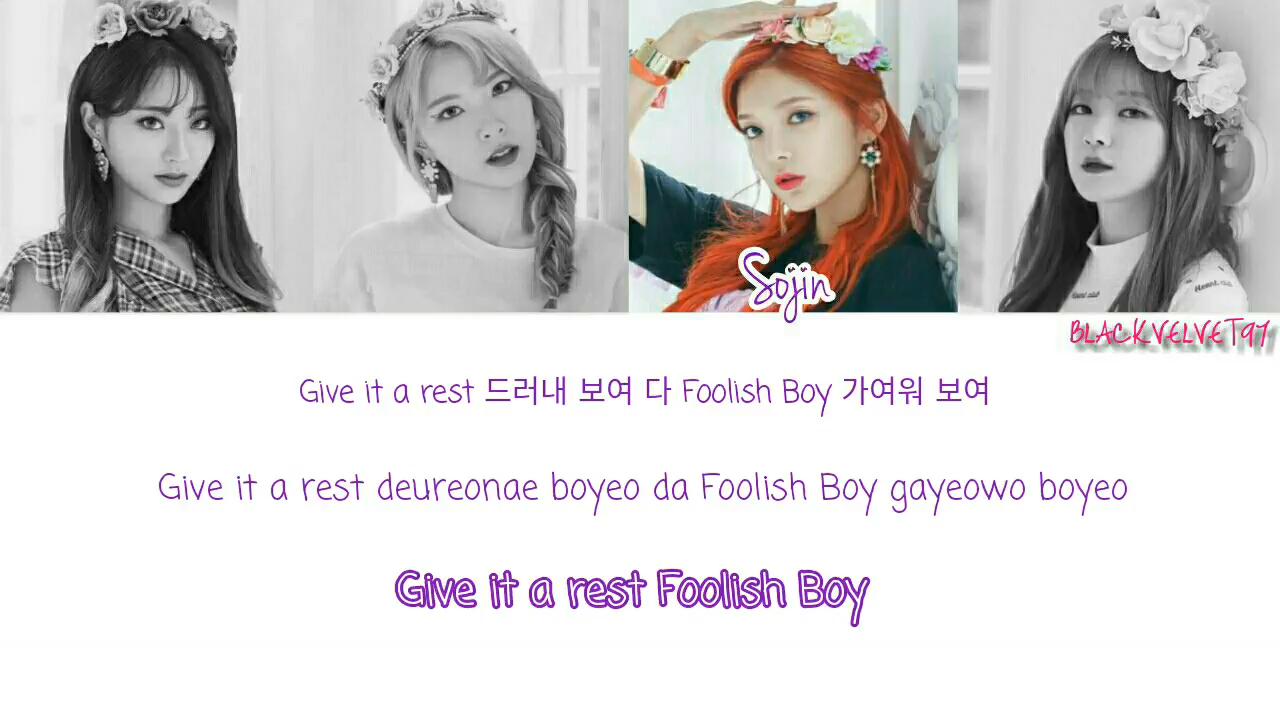 Sojin
BLACKVELVET97
Give it a rest 드러내 보여 다 Foolish Boy 가여워 보여
Give it a rest deureonae boyeo da Foolish Boy gayeowo boyeo
Give it a rest Foolish Boy